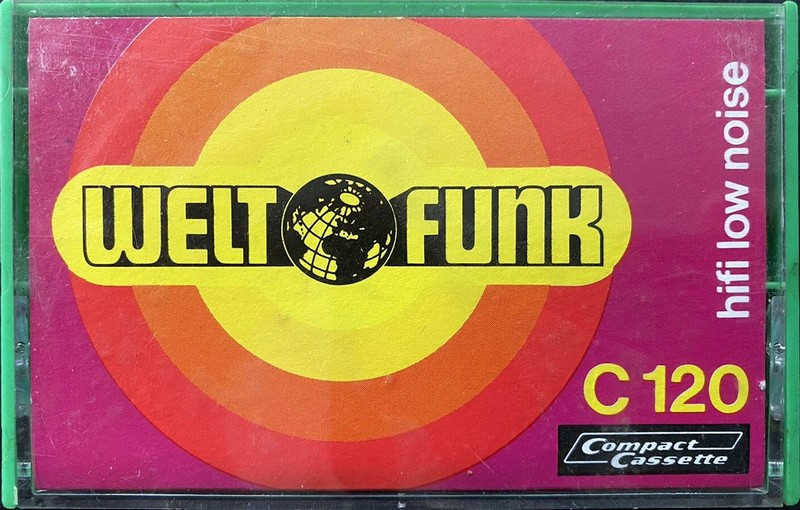 WELT FUNK
hifi low noise
C 120
Compact
Cassette